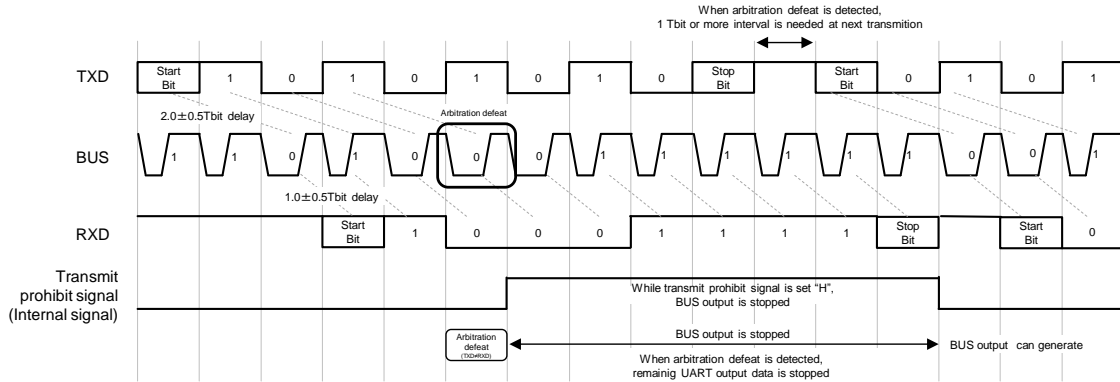 When arbitration defeat is detected,
1 Tbit or more interval is needed at next transmition
TXD
Start
Bit
1
0
1
0
1
0
1
0
Stop
Bit
Start
Bit
0
1
0
1
2.0±0.5Tbit delay
Arbitration defeat
BUS
1
1
0
1
0
0
0
1
1
1
1
1
1
0
0
1
1.0±0.5Tbit delay
RXD
Start
Bit
1
0
0
0
1
1
1
1
Stop
Bit
Start
Bit
0
Transmit
prohibit signal
(Internal signal)
While transmit prohibit signal is set "H",
BUS output is stopped
Arbitration
defeat
(TXD≠RXD)
BUS output is stopped
BUS output can generate
When arbitration defeat is detected,
remainig UART output data is stopped